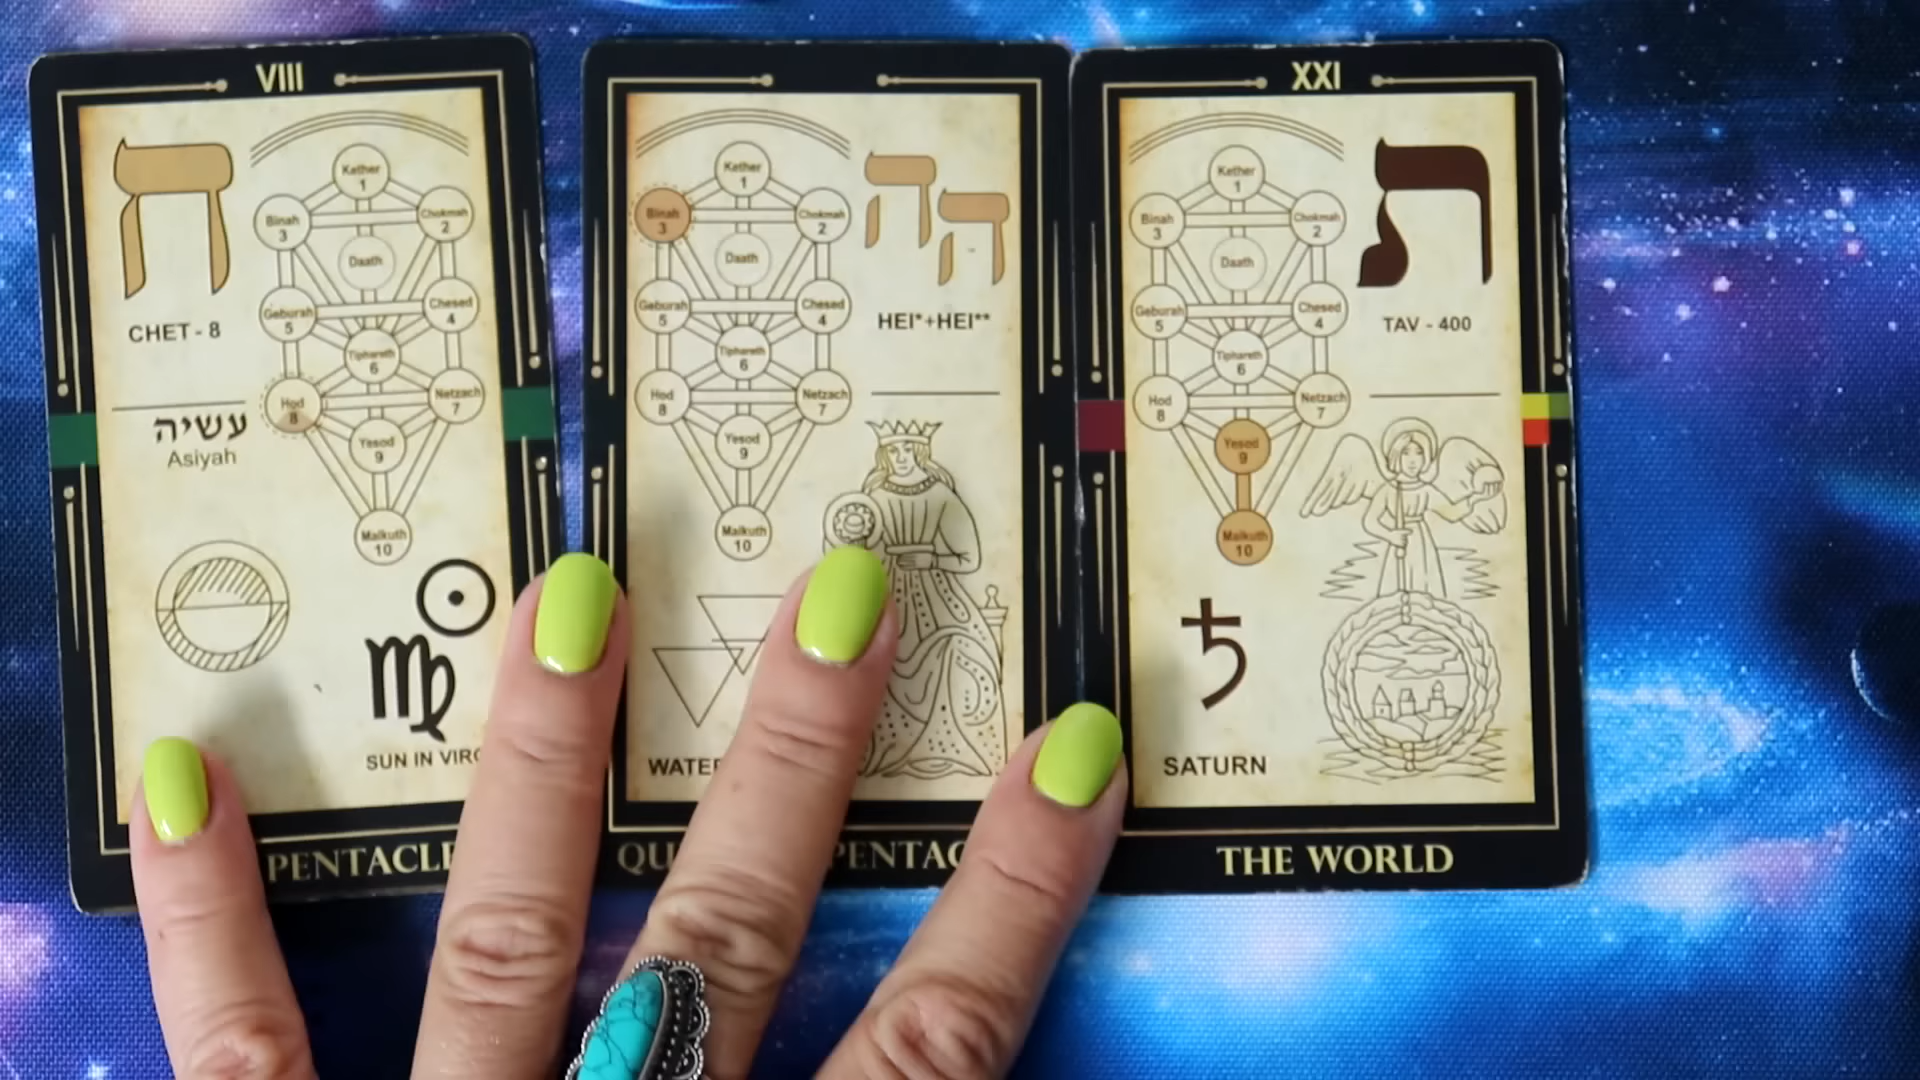 VIII
ח
Kether
1
Binah
3
Chokmah
2
Daath
Geburah
5
Chesed
4
Tiphareth
6
Hod
8
Netzach
7
Yesod
9
Malkuth
10
CHET - 8
עשיה
Asiyah
SUN IN
PENTACL
Kether
1
Binah
3
Chokmah
2
Daath
Geburah
5
Chesed
4
Tiphareth
6
Hod
8
Netzach
7
Yesod
9
Malkuth
10
ה ה
HEI*+HEI**
WATE
QU PENTAC
XXI
Kether
1
Binah
3
Chokmah
2
Daath
Geburah
5
Chesed
4
Tiphareth
6
Hod
8
Netzach
7
Yesod
9
Malkuth
10
ת
TAV - 400
SATURN
THE WORLD